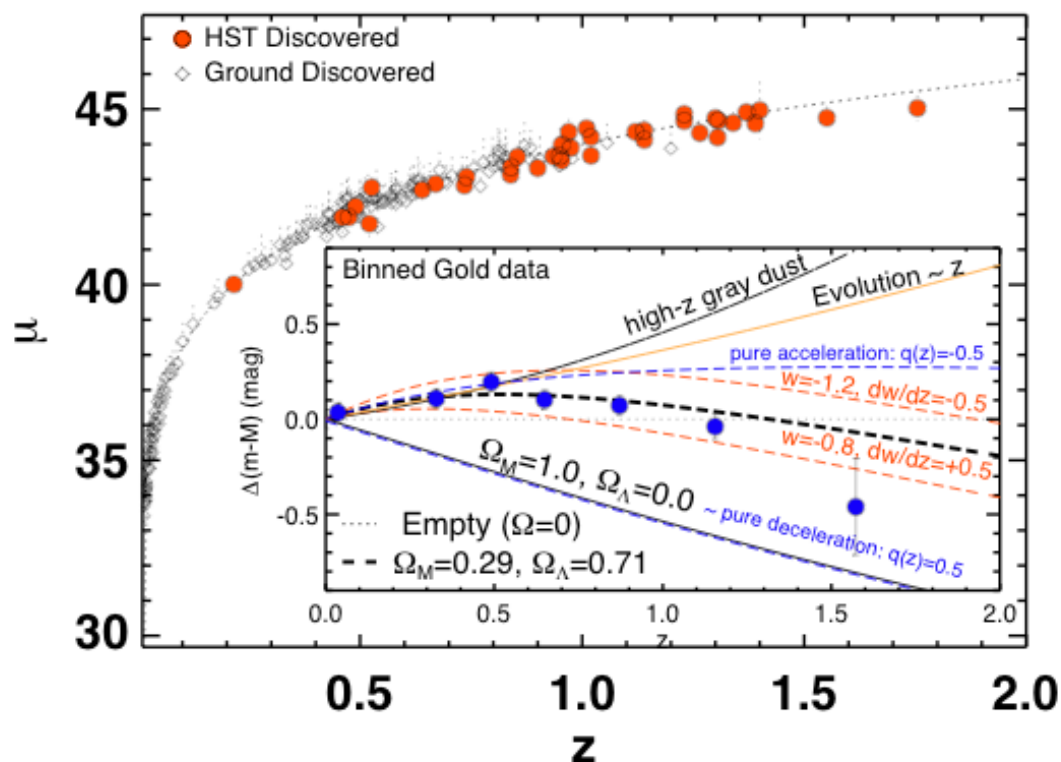 HST Discovered
Ground Discovered
45
40
35
30
μ
Binned Gold data
high-z gray dust
Evolution ~ z
pure acceleration: q(z)=-0.5
w=-1.2, dw/dz=-0.5
w=-0.8, dw/dz=+0.5
Ω_M=1.0, Ω_Λ=0.0
~ pure deceleration: q(z)=0.5
Empty (Ω=0)
Ω_M=0.29, Ω_Λ=0.71
0.5
0.0
-0.5
Δ(m-M) (mag)
0.0 0.5 1.0 1.5 2.0
z
0.5 1.0 1.5 2.0
z